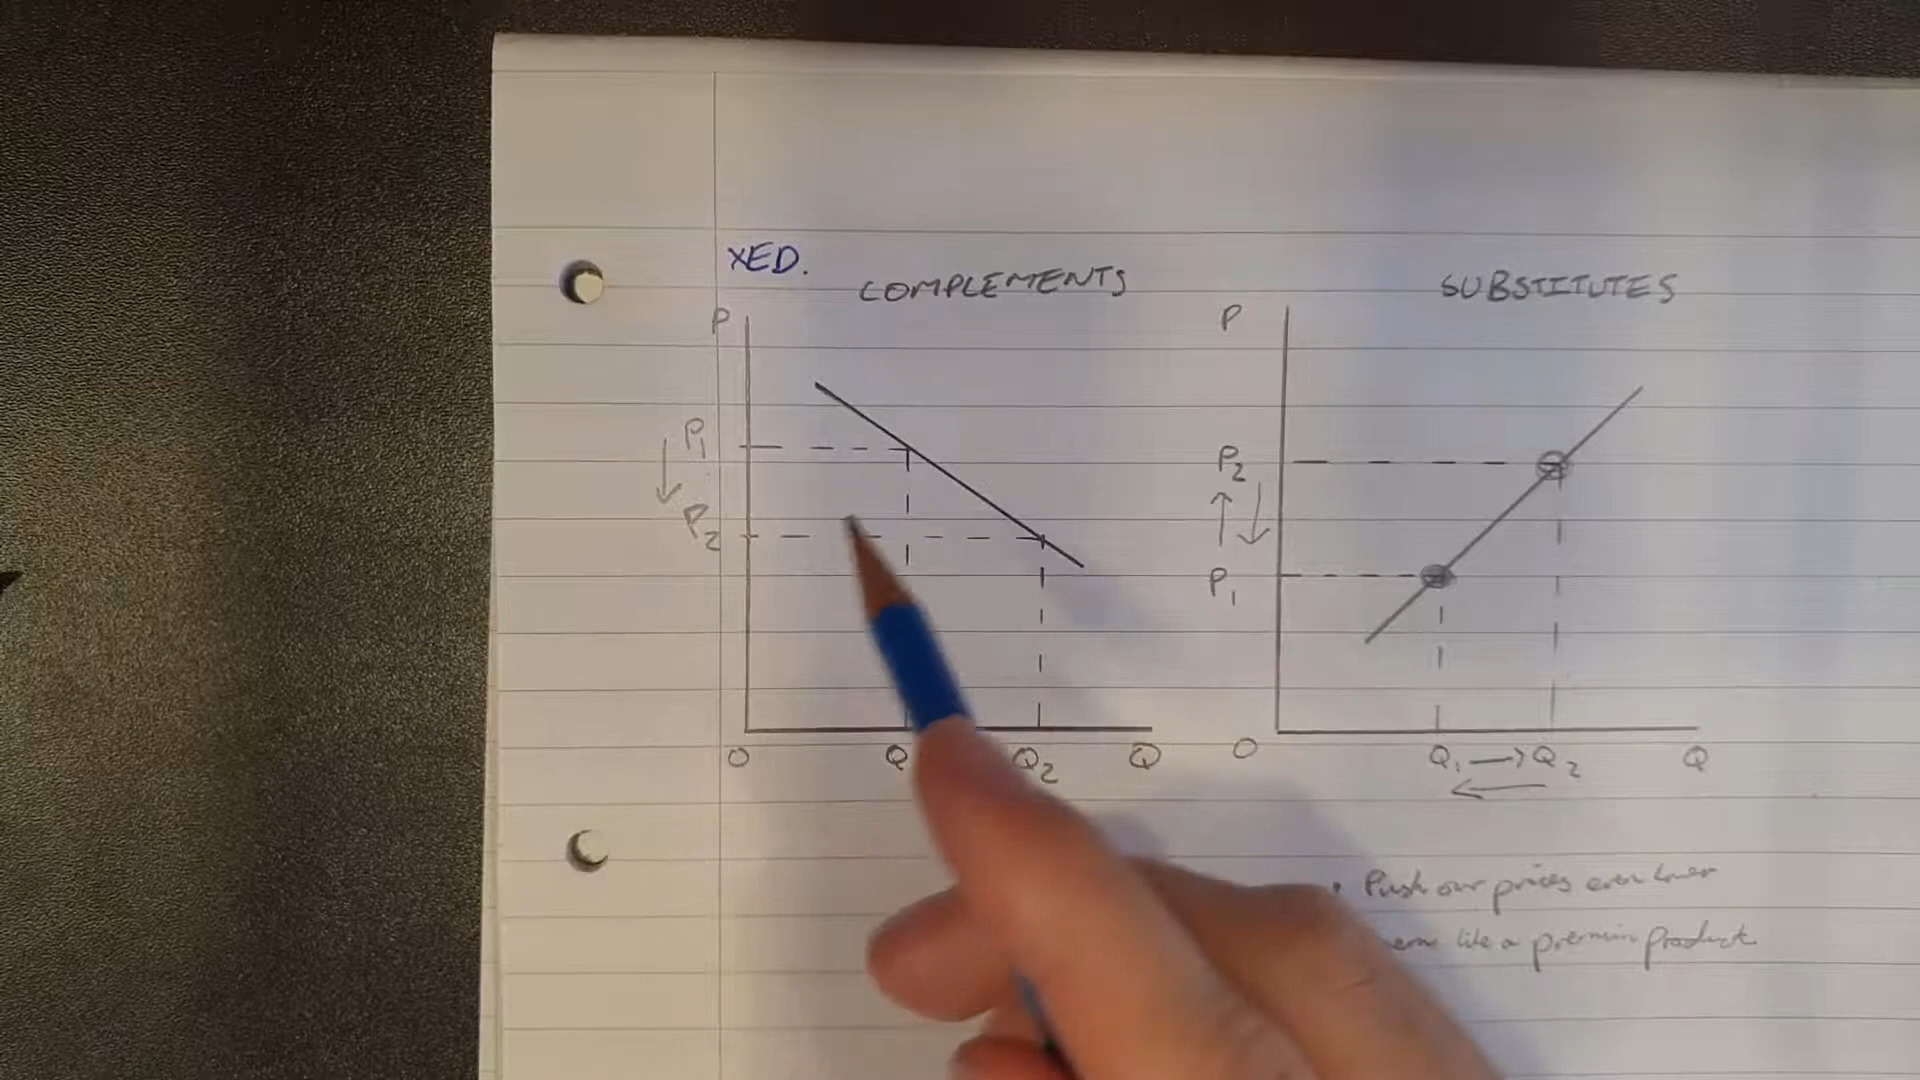 XED.
COMPLEMENTS
SUBSTITUTES
P
P
P1
P2
P2
P1
O
Q
Q2
Q
O
Q1 → Q2
Q
←
• Push our prices even lower
like a premium product